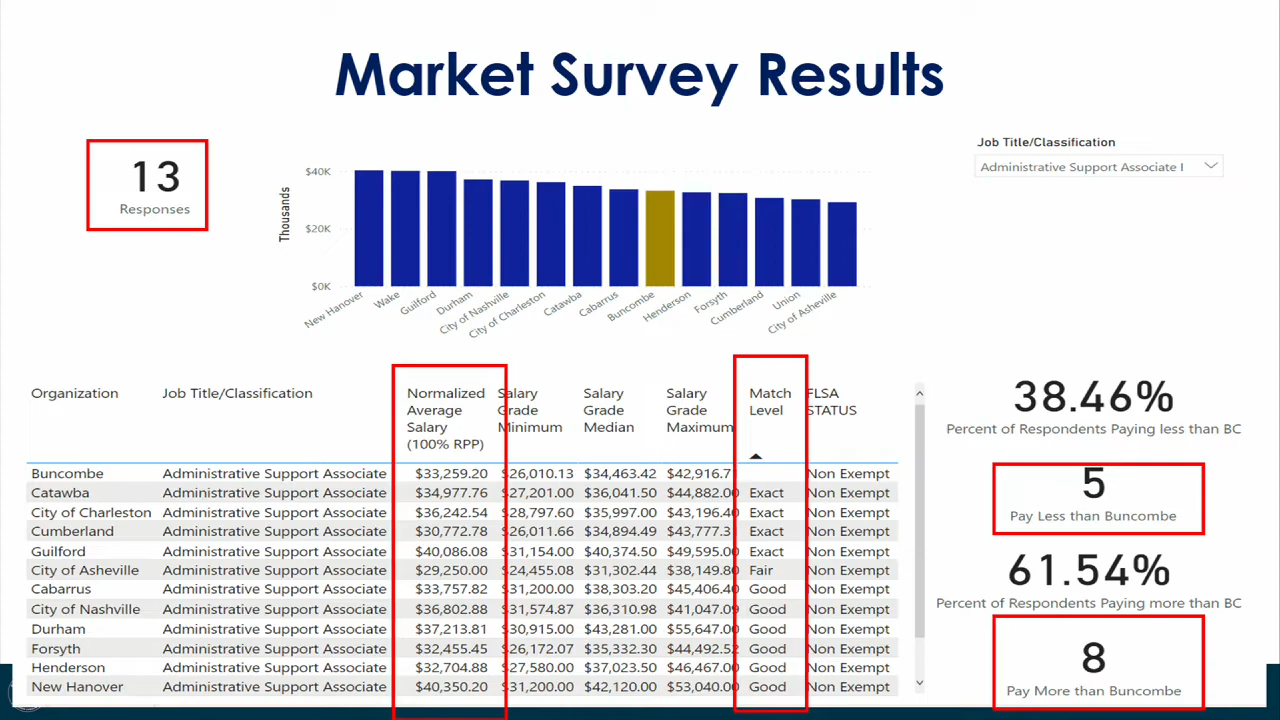 Market Survey Results
13
Responses
Thousands
$40K
$20K
$0K
New Hanover
Wake
Guilford
Durham
City of Nashville
City of Charleston
Catawba
Cabarrus
Buncombe
Henderson
Forsyth
Cumberland
Union
City of Asheville
Job Title/Classification
Administrative Support Associate I
Organization Job Title/Classification Normalized Average Salary (100% RPP) Salary Grade Minimum Salary Grade Median Salary Grade Maximum Match Level FLSA STATUS
Buncombe Administrative Support Associate $33,259.20 $26,010.13 $34,463.42 $42,916.7 Non Exempt
Catawba Administrative Support Associate $34,977.76 $27,201.00 $36,041.50 $44,882.00 Exact Non Exempt
City of Charleston Administrative Support Associate $36,242.54 $28,797.60 $35,997.00 $43,196.40 Exact Non Exempt
Cumberland Administrative Support Associate $30,772.78 $26,011.66 $34,894.49 $43,777.3 Exact Non Exempt
Guilford Administrative Support Associate $40,086.08 $31,154.00 $40,374.50 $49,595.00 Exact Non Exempt
City of Asheville Administrative Support Associate $29,250.00 $24,455.08 $31,302.44 $38,149.80 Fair Non Exempt
Cabarrus Administrative Support Associate $33,757.82 $31,200.00 $38,303.20 $45,406.40 Good Non Exempt
City of Nashville Administrative Support Associate $36,802.88 $31,574.87 $36,310.98 $41,047.09 Good Non Exempt
Durham Administrative Support Associate $37,213.81 $30,915.00 $43,281.00 $55,647.00 Good Non Exempt
Forsyth Administrative Support Associate $32,455.45 $26,172.07 $35,332.30 $44,492.52 Good Non Exempt
Henderson Administrative Support Associate $32,704.88 $27,580.00 $37,023.50 $46,467.00 Good Non Exempt
New Hanover Administrative Support Associate $40,350.20 $31,200.00 $42,120.00 $53,040.00 Good Non Exempt
38.46%
Percent of Respondents Paying less than BC
5
Pay Less than Buncombe
61.54%
Percent of Respondents Paying more than BC
8
Pay More than Buncombe